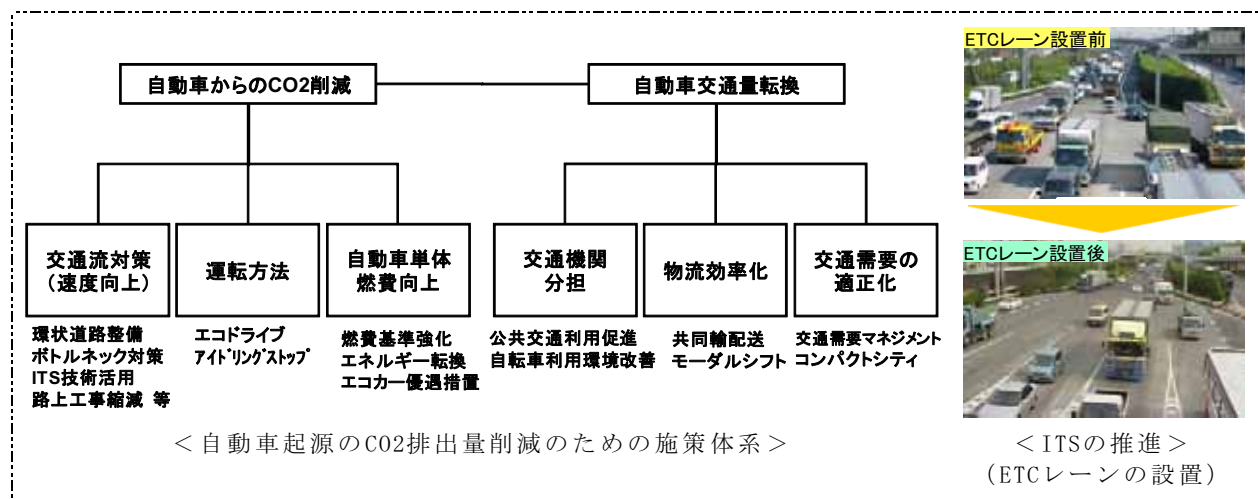 自動車からのCO2削減
自動車交通量転換
交通流対策
(速度向上)
運転方法
自動車単体
燃費向上
交通機関
分担
物流効率化
交通需要の
適正化
環状道路整備
ボトルネック対策
ITS技術活用
路上工事縮減 等
エコドライブ
ｱｲﾄﾞﾘﾝｸﾞｽﾄｯﾌﾟ
燃費基準強化
エネルギー転換
エコカー優遇措置
公共交通利用促進
自転車利用環境改善
共同輸配送
モーダルシフト
交通需要マネジメント
コンパクトシティ
＜自動車起源のCO2排出量削減のための施策体系＞
ETCレーン設置前
ETCレーン設置後
＜ITSの推進＞
(ETCレーンの設置)